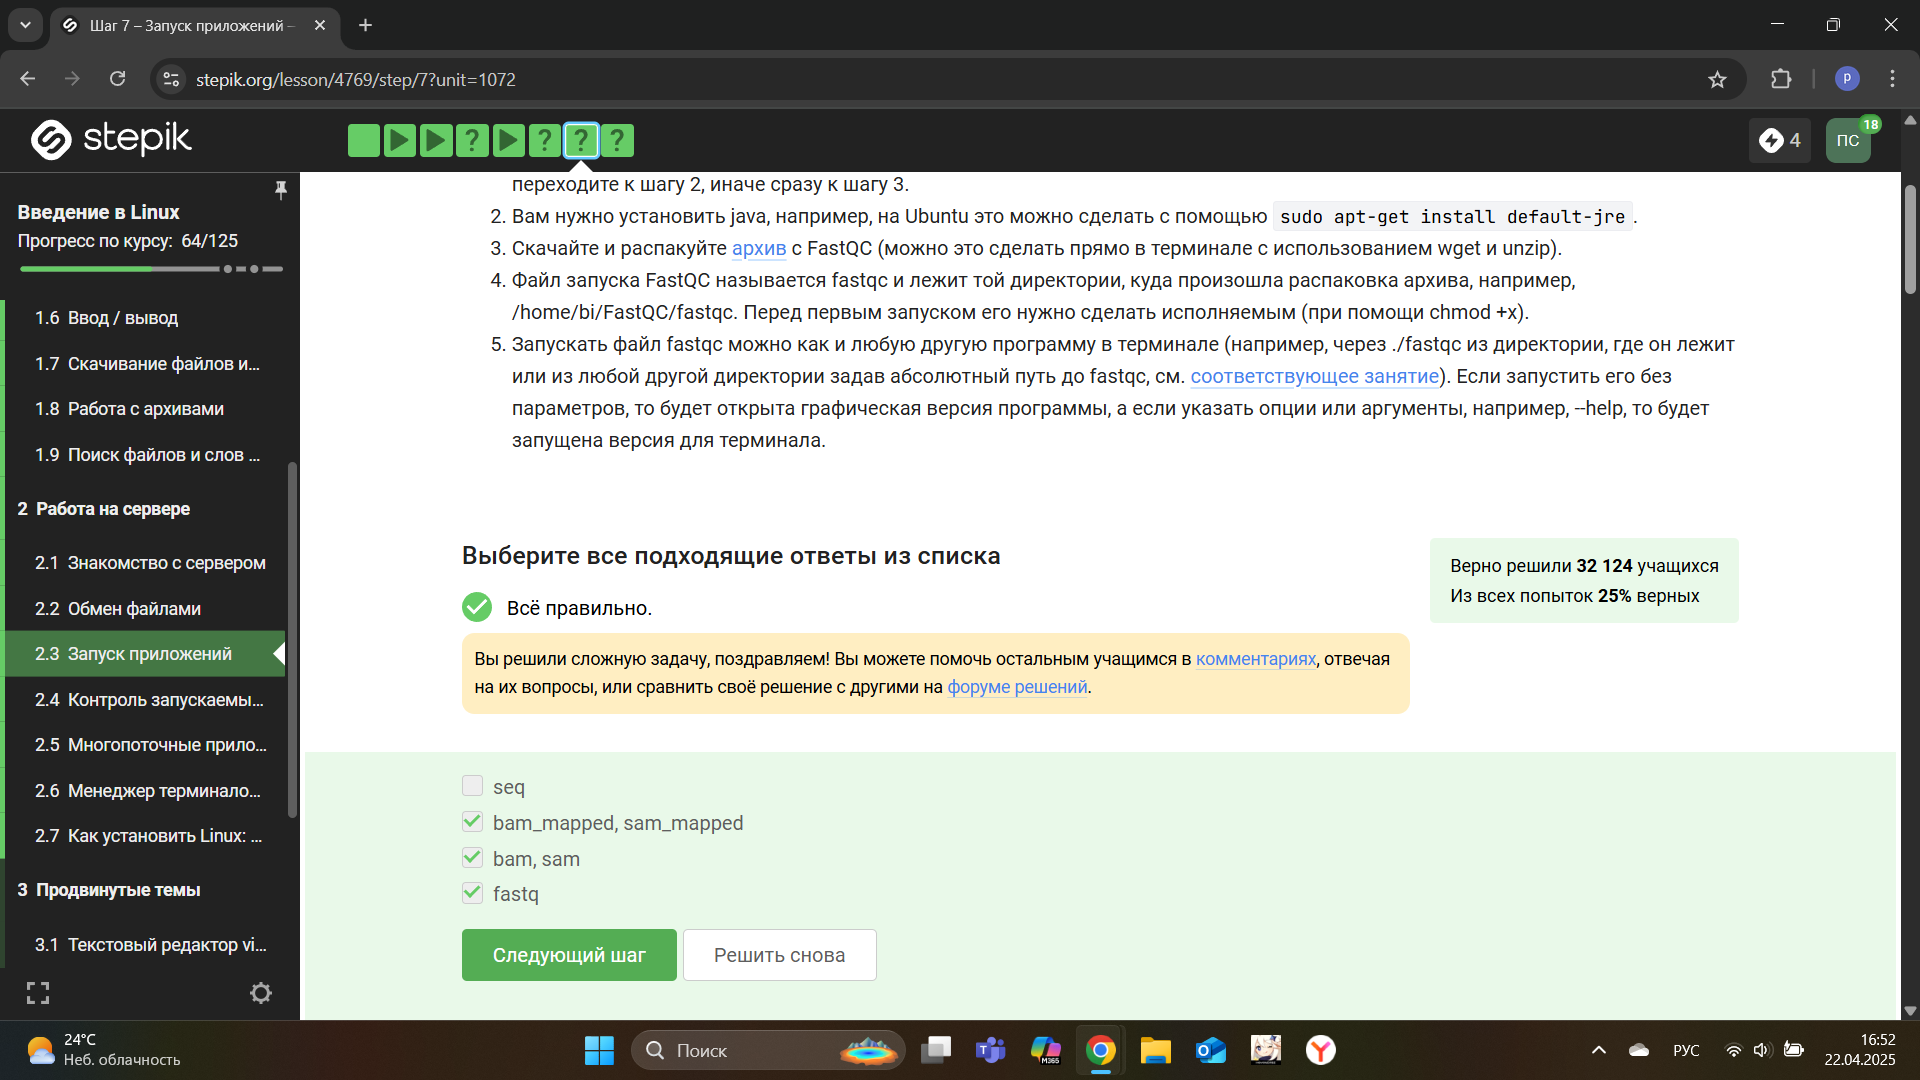 Шаг 7 – Запуск приложений –
stepik.org/lesson/4769/step/7?unit=1072
P
stepik
? ? ? ?
4
ПС
18
Введение в Linux
Прогресс по курсу: 64/125
1.6 Ввод / вывод
1.7 Скачивание файлов и...
1.8 Работа с архивами
1.9 Поиск файлов и слов ...
2 Работа на сервере
2.1 Знакомство с сервером
2.2 Обмен файлами
2.3 Запуск приложений
2.4 Контроль запускаемы...
2.5 Многопоточные прило...
2.6 Менеджер терминало...
2.7 Как установить Linux: ...
3 Продвинутые темы
3.1 Текстовый редактор vi...
переходите к шагу 2, иначе сразу к шагу 3.
2. Вам нужно установить java, например, на Ubuntu это можно сделать с помощью sudo apt-get install default-jre.
3. Скачайте и распакуйте архив с FastQC (можно это сделать прямо в терминале с использованием wget и unzip).
4. Файл запуска FastQC называется fastqc и лежит той директории, куда произошла распаковка архива, например,
/home/bi/FastQC/fastqc. Перед первым запуском его нужно сделать исполняемым (при помощи chmod +x).
5. Запускать файл fastqc можно как и любую другую программу в терминале (например, через ./fastqc из директории, где он лежит
или из любой другой директории задав абсолютный путь до fastqc, см. соответствующее занятие). Если запустить его без
параметров, то будет открыта графическая версия программы, а если указать опции или аргументы, например, --help, то будет
запущена версия для терминала.
Выберите все подходящие ответы из списка
Верно решили 32 124 учащихся
Из всех попыток 25% верных
Всё правильно.
Вы решили сложную задачу, поздравляем! Вы можете помочь остальным учащимся в комментариях, отвечая
на их вопросы, или сравнить своё решение с другими на форуме решений.
seq
bam_mapped, sam_mapped
bam, sam
fastq
Следующий шаг
Решить снова
24°C
Неб. облачность
Поиск
M365
РУС
16:52
22.04.2025